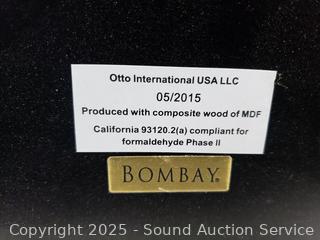 Otto International USA LLC
05/2015
Produced with composite wood of MDF
California 93120.2(a) compliant for
formaldehyde Phase II
BOMBAY®
Copyright © 2025 - Sound Auction Service